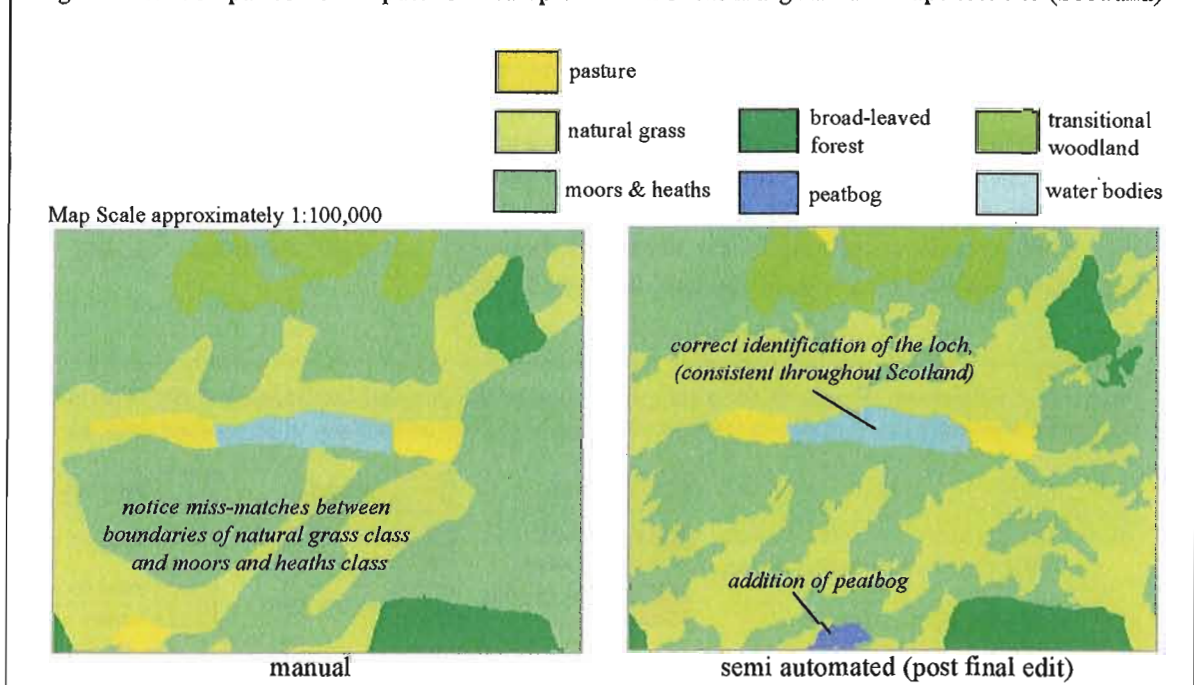 pasture
natural grass
moors & heaths
broad-leaved
forest
peatbog
transitional
woodland
water bodies
Map Scale approximately 1:100,000
notice miss-matches between
boundaries of natural grass class
and moors and heaths class
manual
correct identification of the loch,
(consistent throughout Scotland)
addition of peatbog
semi automated (post final edit)